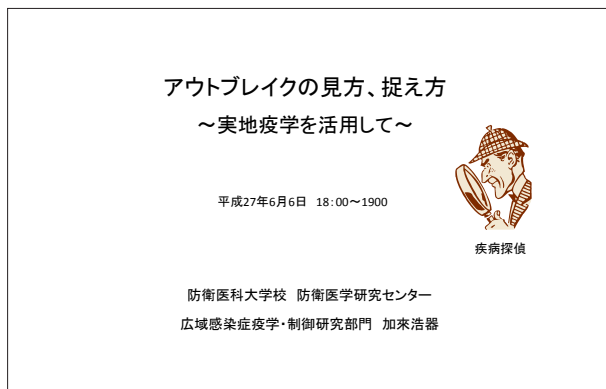 アウトブレイクの見方、捉え方
～実地疫学を活用して～
平成27年6月6日 18:00～1900
疾病探偵
防衛医科大学校 防衛医学研究センター
広域感染症疫学・制御研究部門 加來浩器